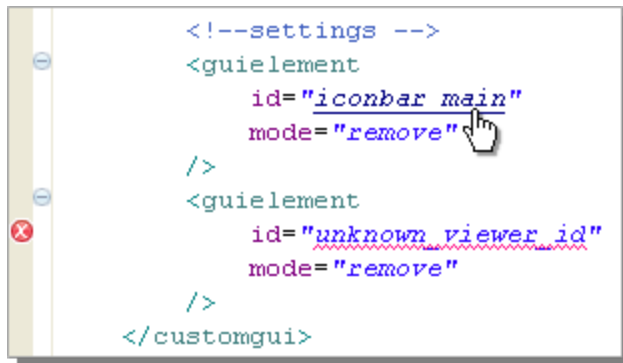 <!--settings -->
<guielement
id="iconbar_main"
mode="remove"
/>
<guielement
id="unknown_viewer_id"
mode="remove"
/>
</customgui>